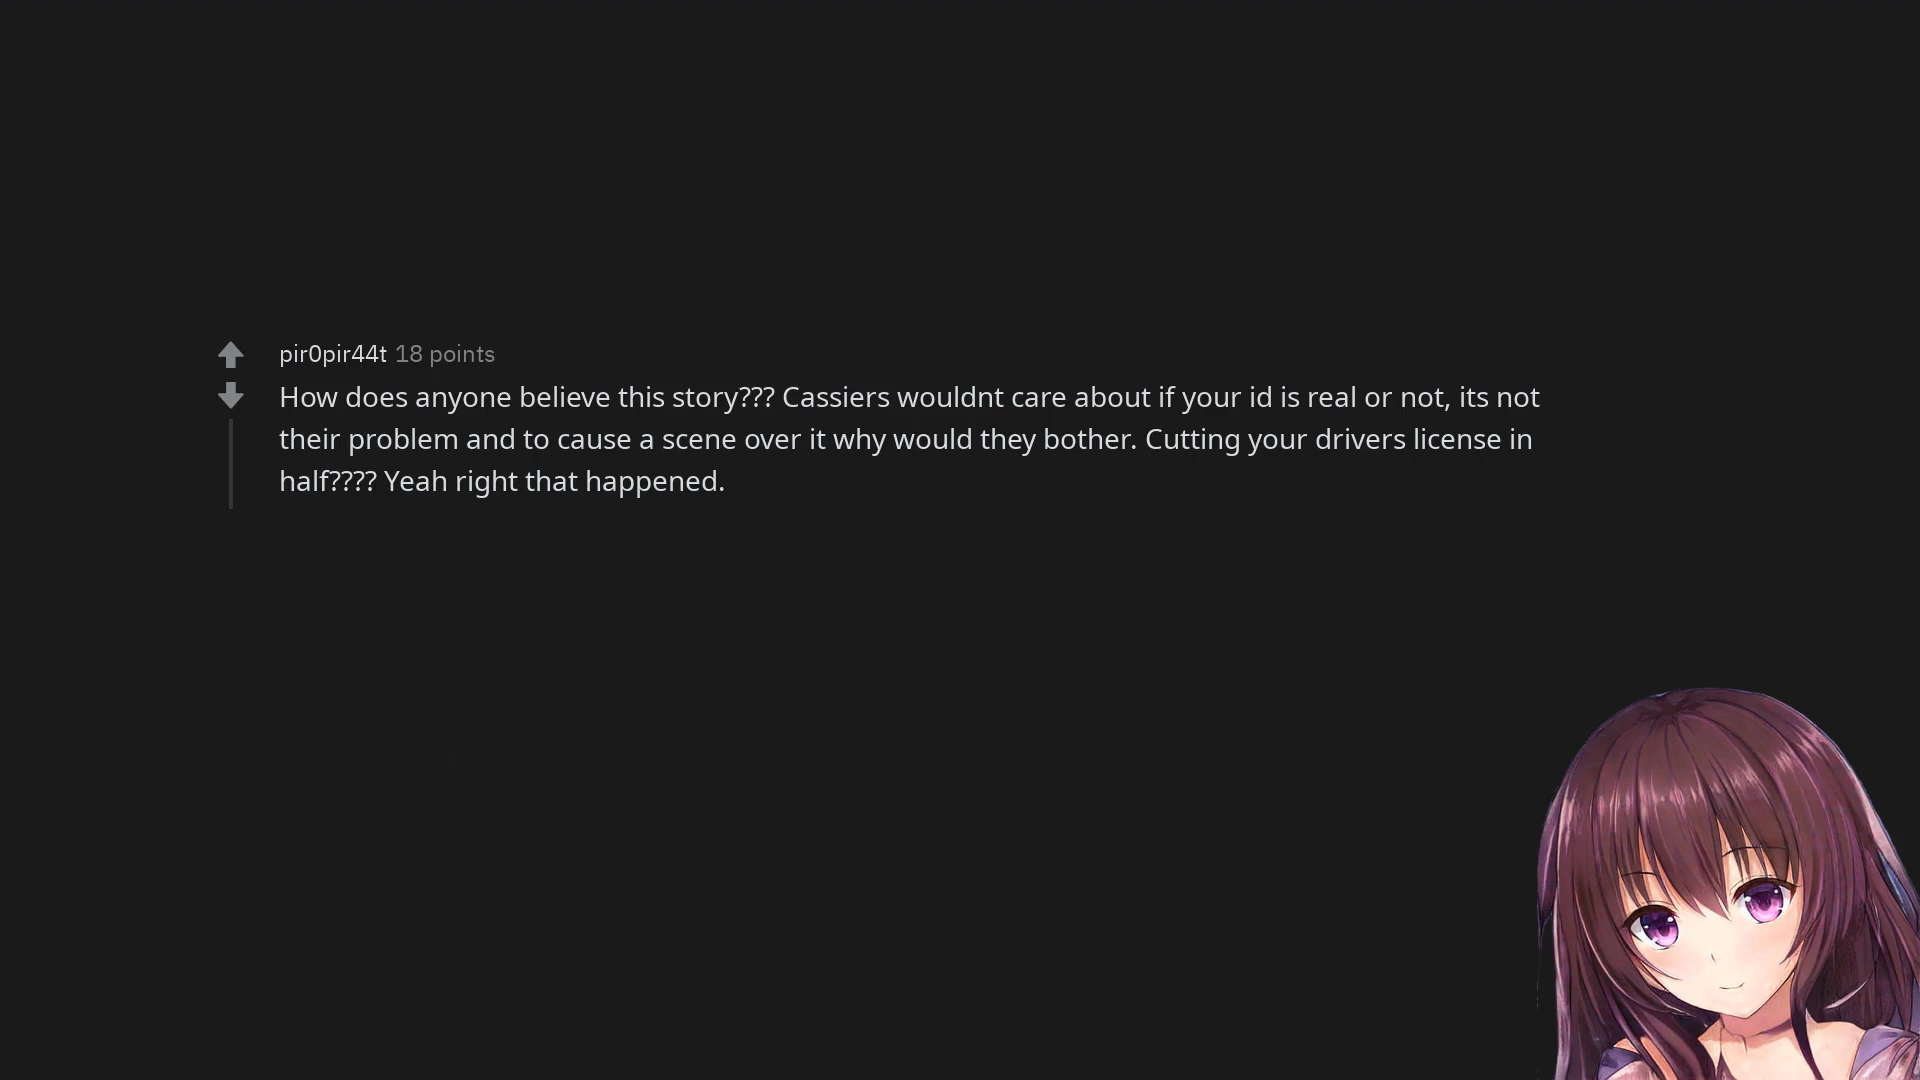 pir0pir44t 18 points
How does anyone believe this story??? Cassiers wouldnt care about if your id is real or not, its not
their problem and to cause a scene over it why would they bother. Cutting your drivers license in
half???? Yeah right that happened.